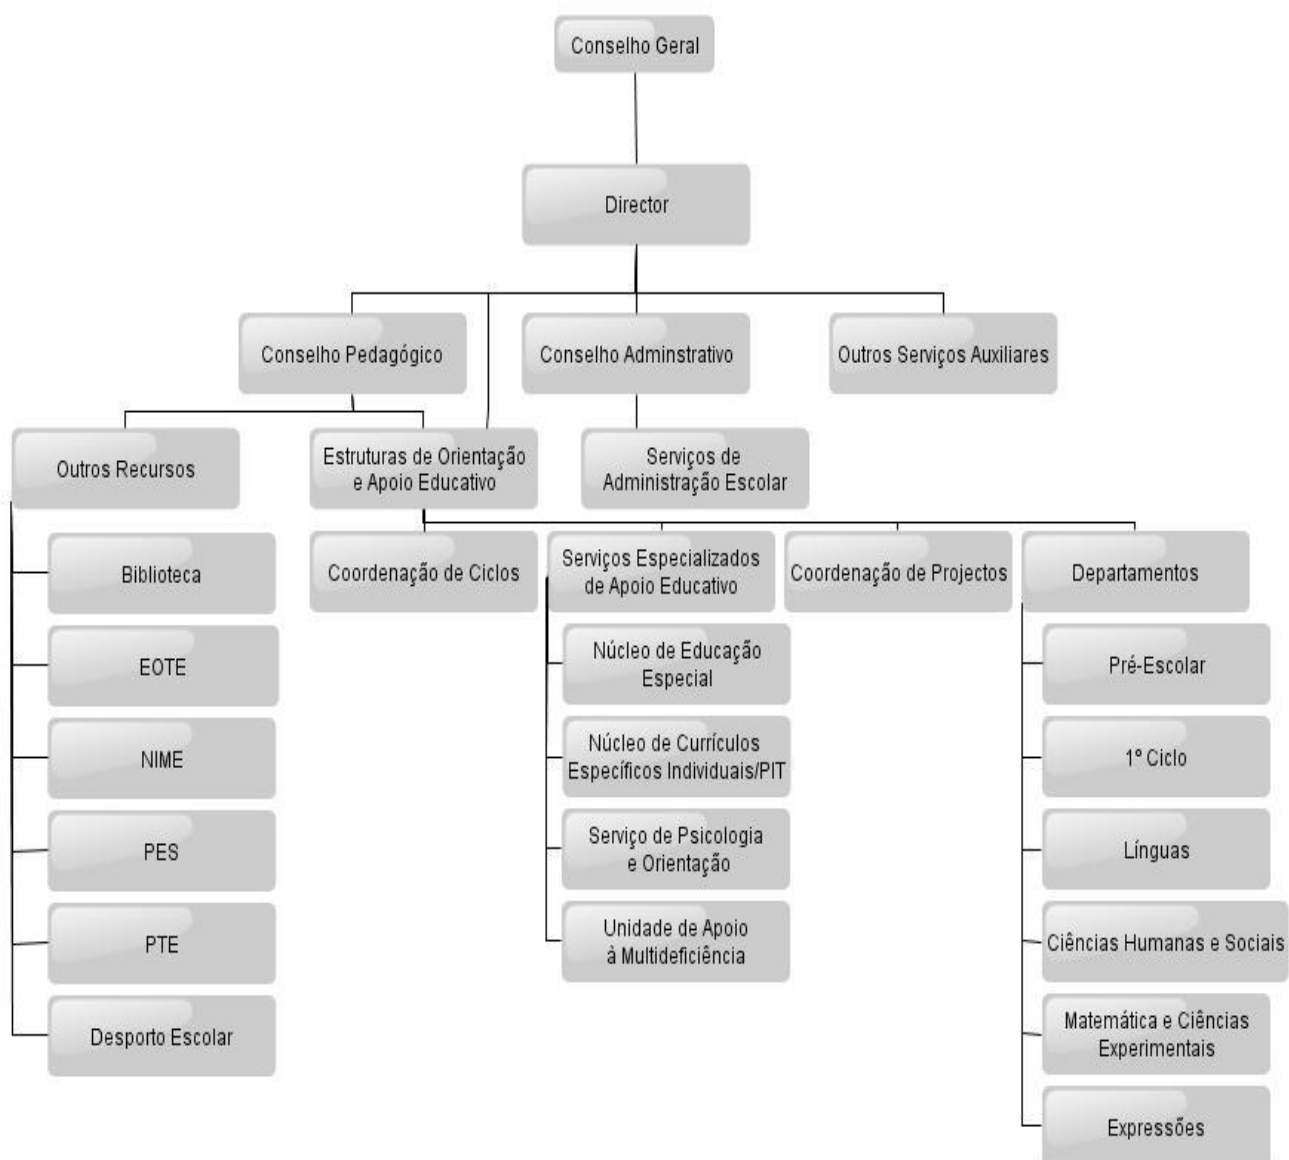 Conselho Geral
Director
Conselho Pedagógico
Conselho Adminstrativo
Outros Serviços Auxiliares
Outros Recursos
Estruturas de Orientação
e Apoio Educativo
Serviços de
Administração Escolar
Coordenação de Ciclos
Serviços Especializados
de Apoio Educativo
Coordenação de Projectos
Departamentos
Biblioteca
EOTE
NIME
PES
PTE
Desporto Escolar
Núcleo de Educação
Especial
Núcleo de Currículos
Específicos Individuais/PIT
Serviço de Psicologia
e Orientação
Unidade de Apoio
à Multideficiência
Pré-Escolar
1º Ciclo
Línguas
Ciências Humanas e Sociais
Matemática e Ciências
Experimentais
Expressões